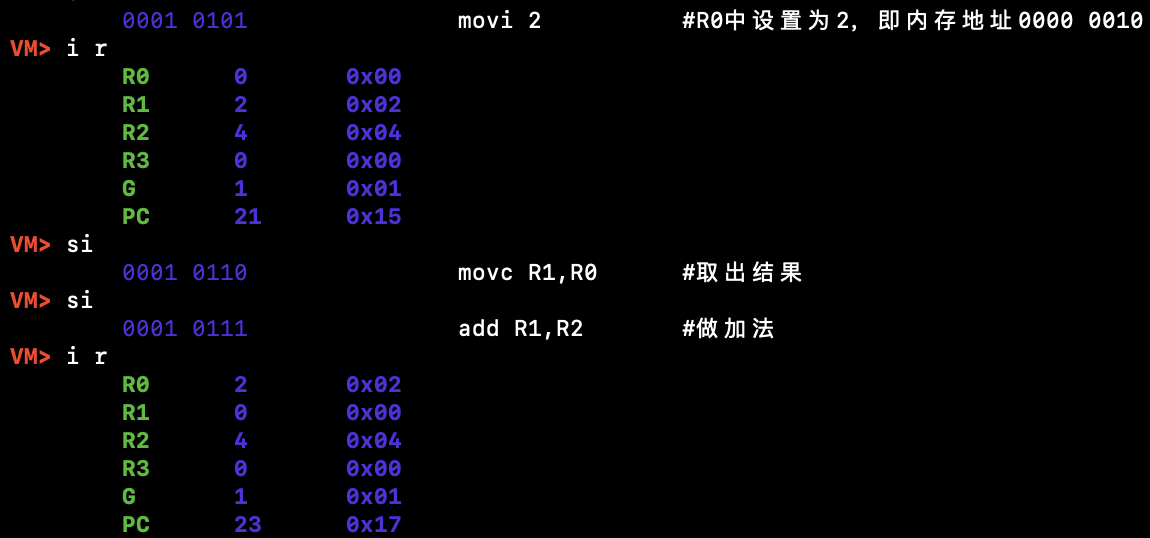 0001 0101 movi 2 #R0中设置为2, 即内存地址0000 0010
VM> i r
R0 0 0x00
R1 2 0x02
R2 4 0x04
R3 0 0x00
G 1 0x01
PC 21 0x15
VM> si
0001 0110 movc R1,R0 #取出结果
VM> si
0001 0111 add R1,R2 #做加法
VM> i r
R0 2 0x02
R1 0 0x00
R2 4 0x04
R3 0 0x00
G 1 0x01
PC 23 0x17